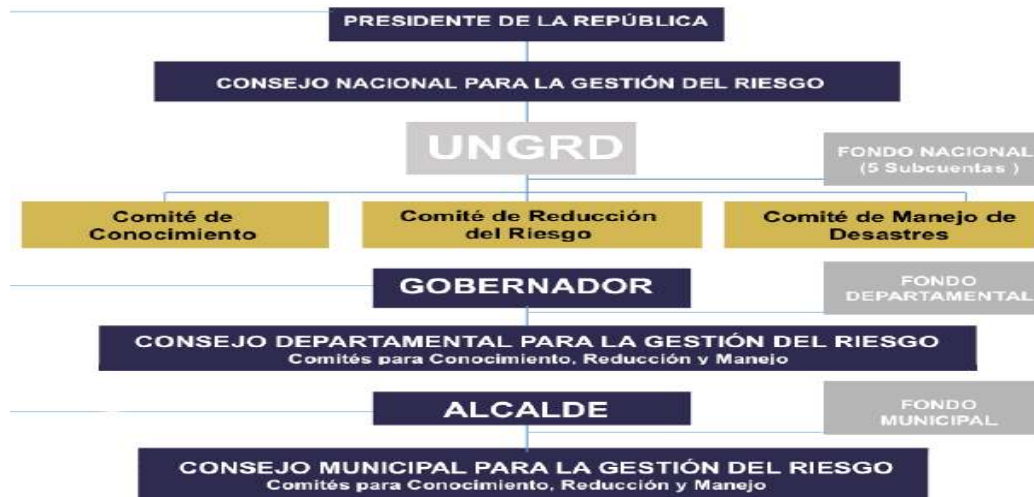 PRESIDENTE DE LA REPÚBLICA
CONSEJO NACIONAL PARA LA GESTIÓN DEL RIESGO
UNGRD
FONDO NACIONAL
(5 Subcuentas )
Comité de
Conocimiento
Comité de Reducción
del Riesgo
Comité de Manejo de
Desastres
GOBERNADOR
FONDO
DEPARTAMENTAL
CONSEJO DEPARTAMENTAL PARA LA GESTIÓN DEL RIESGO
Comités para Conocimiento, Reducción y Manejo
ALCALDE
FONDO
MUNICIPAL
CONSEJO MUNICIPAL PARA LA GESTIÓN DEL RIESGO
Comités para Conocimiento, Reducción y Manejo